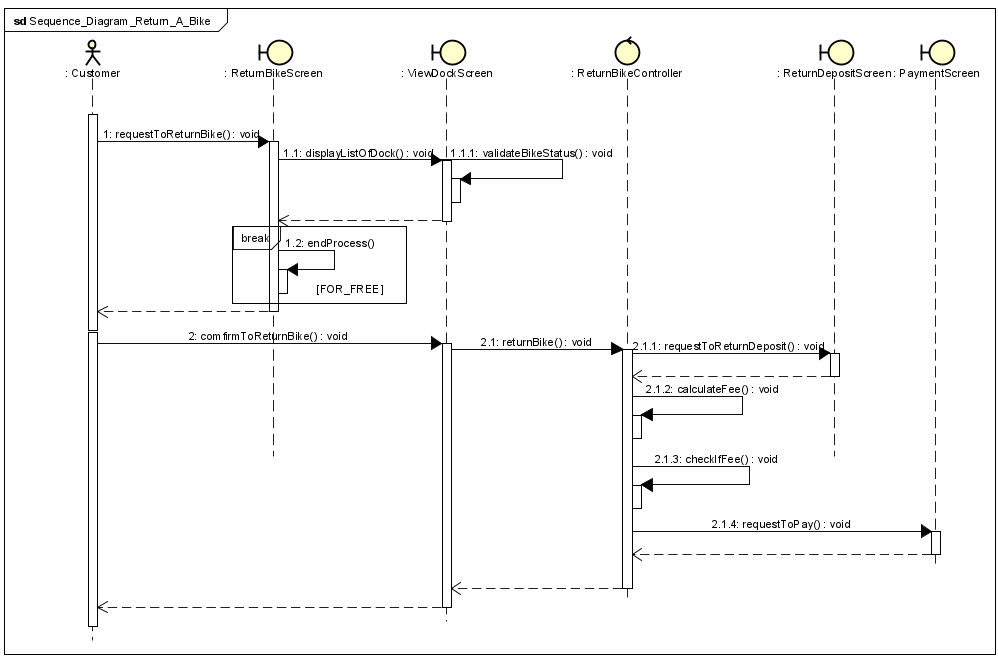 sd Sequence_Diagram_Return_A_Bike
: Customer
: ReturnBikeScreen
: ViewDockScreen
: ReturnBikeController
: ReturnDepositScreen
: PaymentScreen
1: requestToReturnBike() : void
1.1: displayListOfDock() : void
1.1.1: validateBikeStatus() : void
break
1.2: endProcess()
[FOR_FREE]
2: comfirmToReturnBike() : void
2.1: returnBike() : void
2.1.1: requestToReturnDeposit() : void
2.1.2: calculateFee() : void
2.1.3: checkIfFee() : void
2.1.4: requestToPay() : void